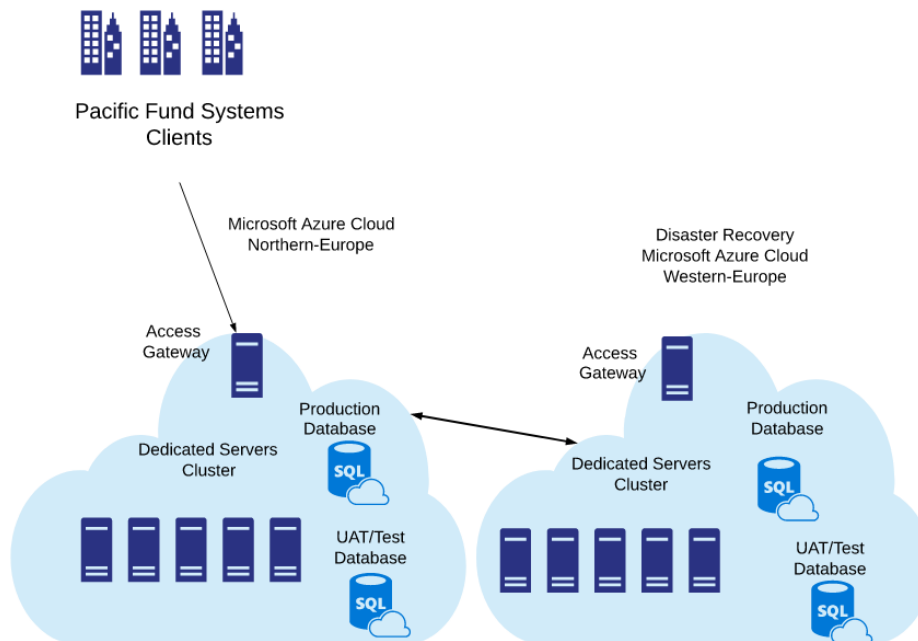 Pacific Fund Systems
Clients
Microsoft Azure Cloud
Northern-Europe
Disaster Recovery
Microsoft Azure Cloud
Western-Europe
Access
Gateway
Production
Database
Dedicated Servers
Cluster
SQL
UAT/Test
Database
SQL
Access
Gateway
Production
Database
Dedicated Servers
Cluster
SQL
UAT/Test
Database
SQL